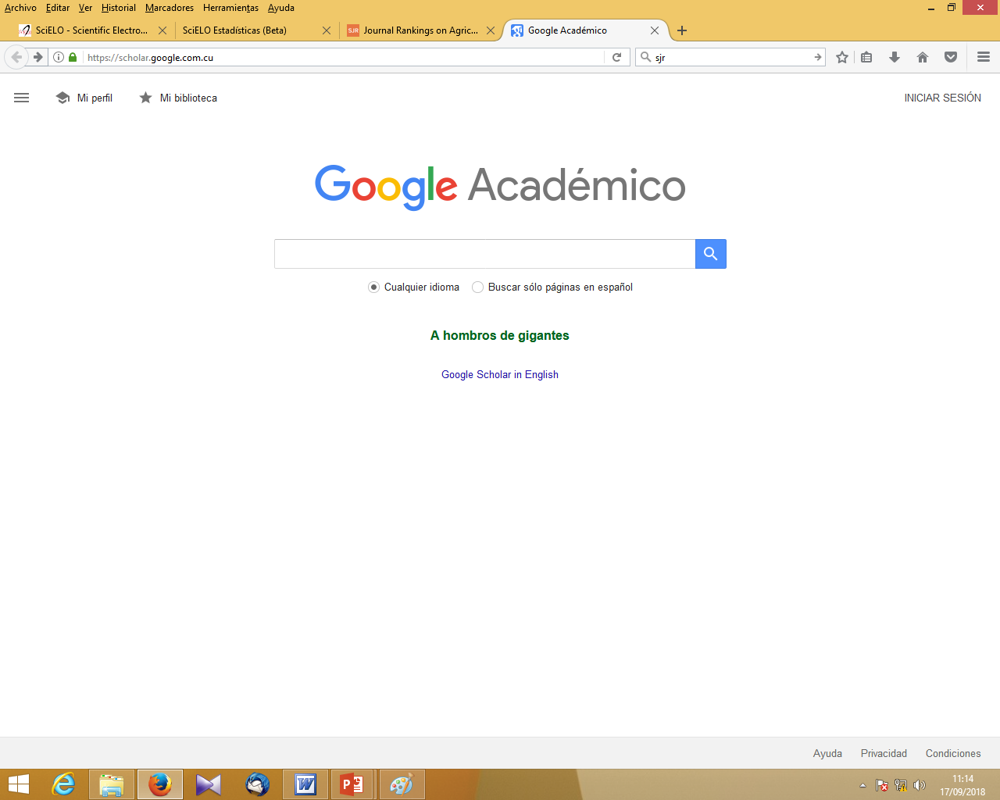 Archivo Editar Ver Historial Marcadores Herramientas Ayuda
SciELO - Scientific Electro... SciELO Estadísticas (Beta) SJR Journal Rankings on Agric... Google Académico
https://scholar.google.com.cu sjr
Mi perfil Mi biblioteca INICIAR SESIÓN
Google Académico
Cualquier idioma Buscar sólo páginas en español
A hombros de gigantes
Google Scholar in English
Ayuda Privacidad Condiciones
11:14
17/09/2018